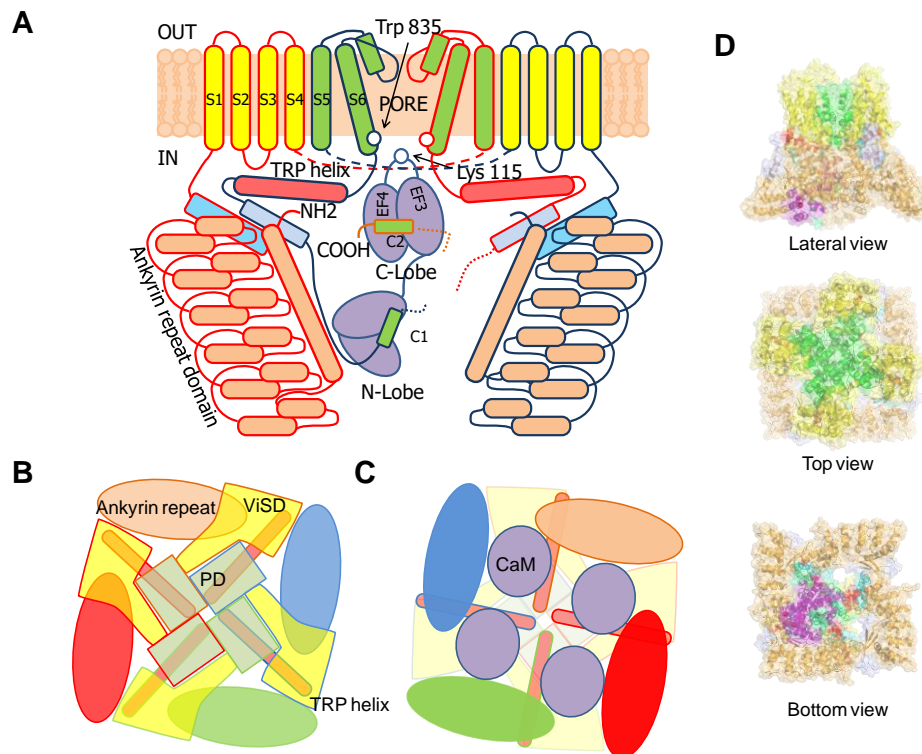 A
OUT
Trp 835
S1
S2
S3
S4
S5
S6
PORE
IN
TRP helix
Lys 115
NH2
EF4
EF3
COOH
C2
C-Lobe
Ankyrin repeat domain
C1
N-Lobe
B
Ankyrin repeat
ViSD
PD
TRP helix
C
CaM
D
Lateral view
Top view
Bottom view